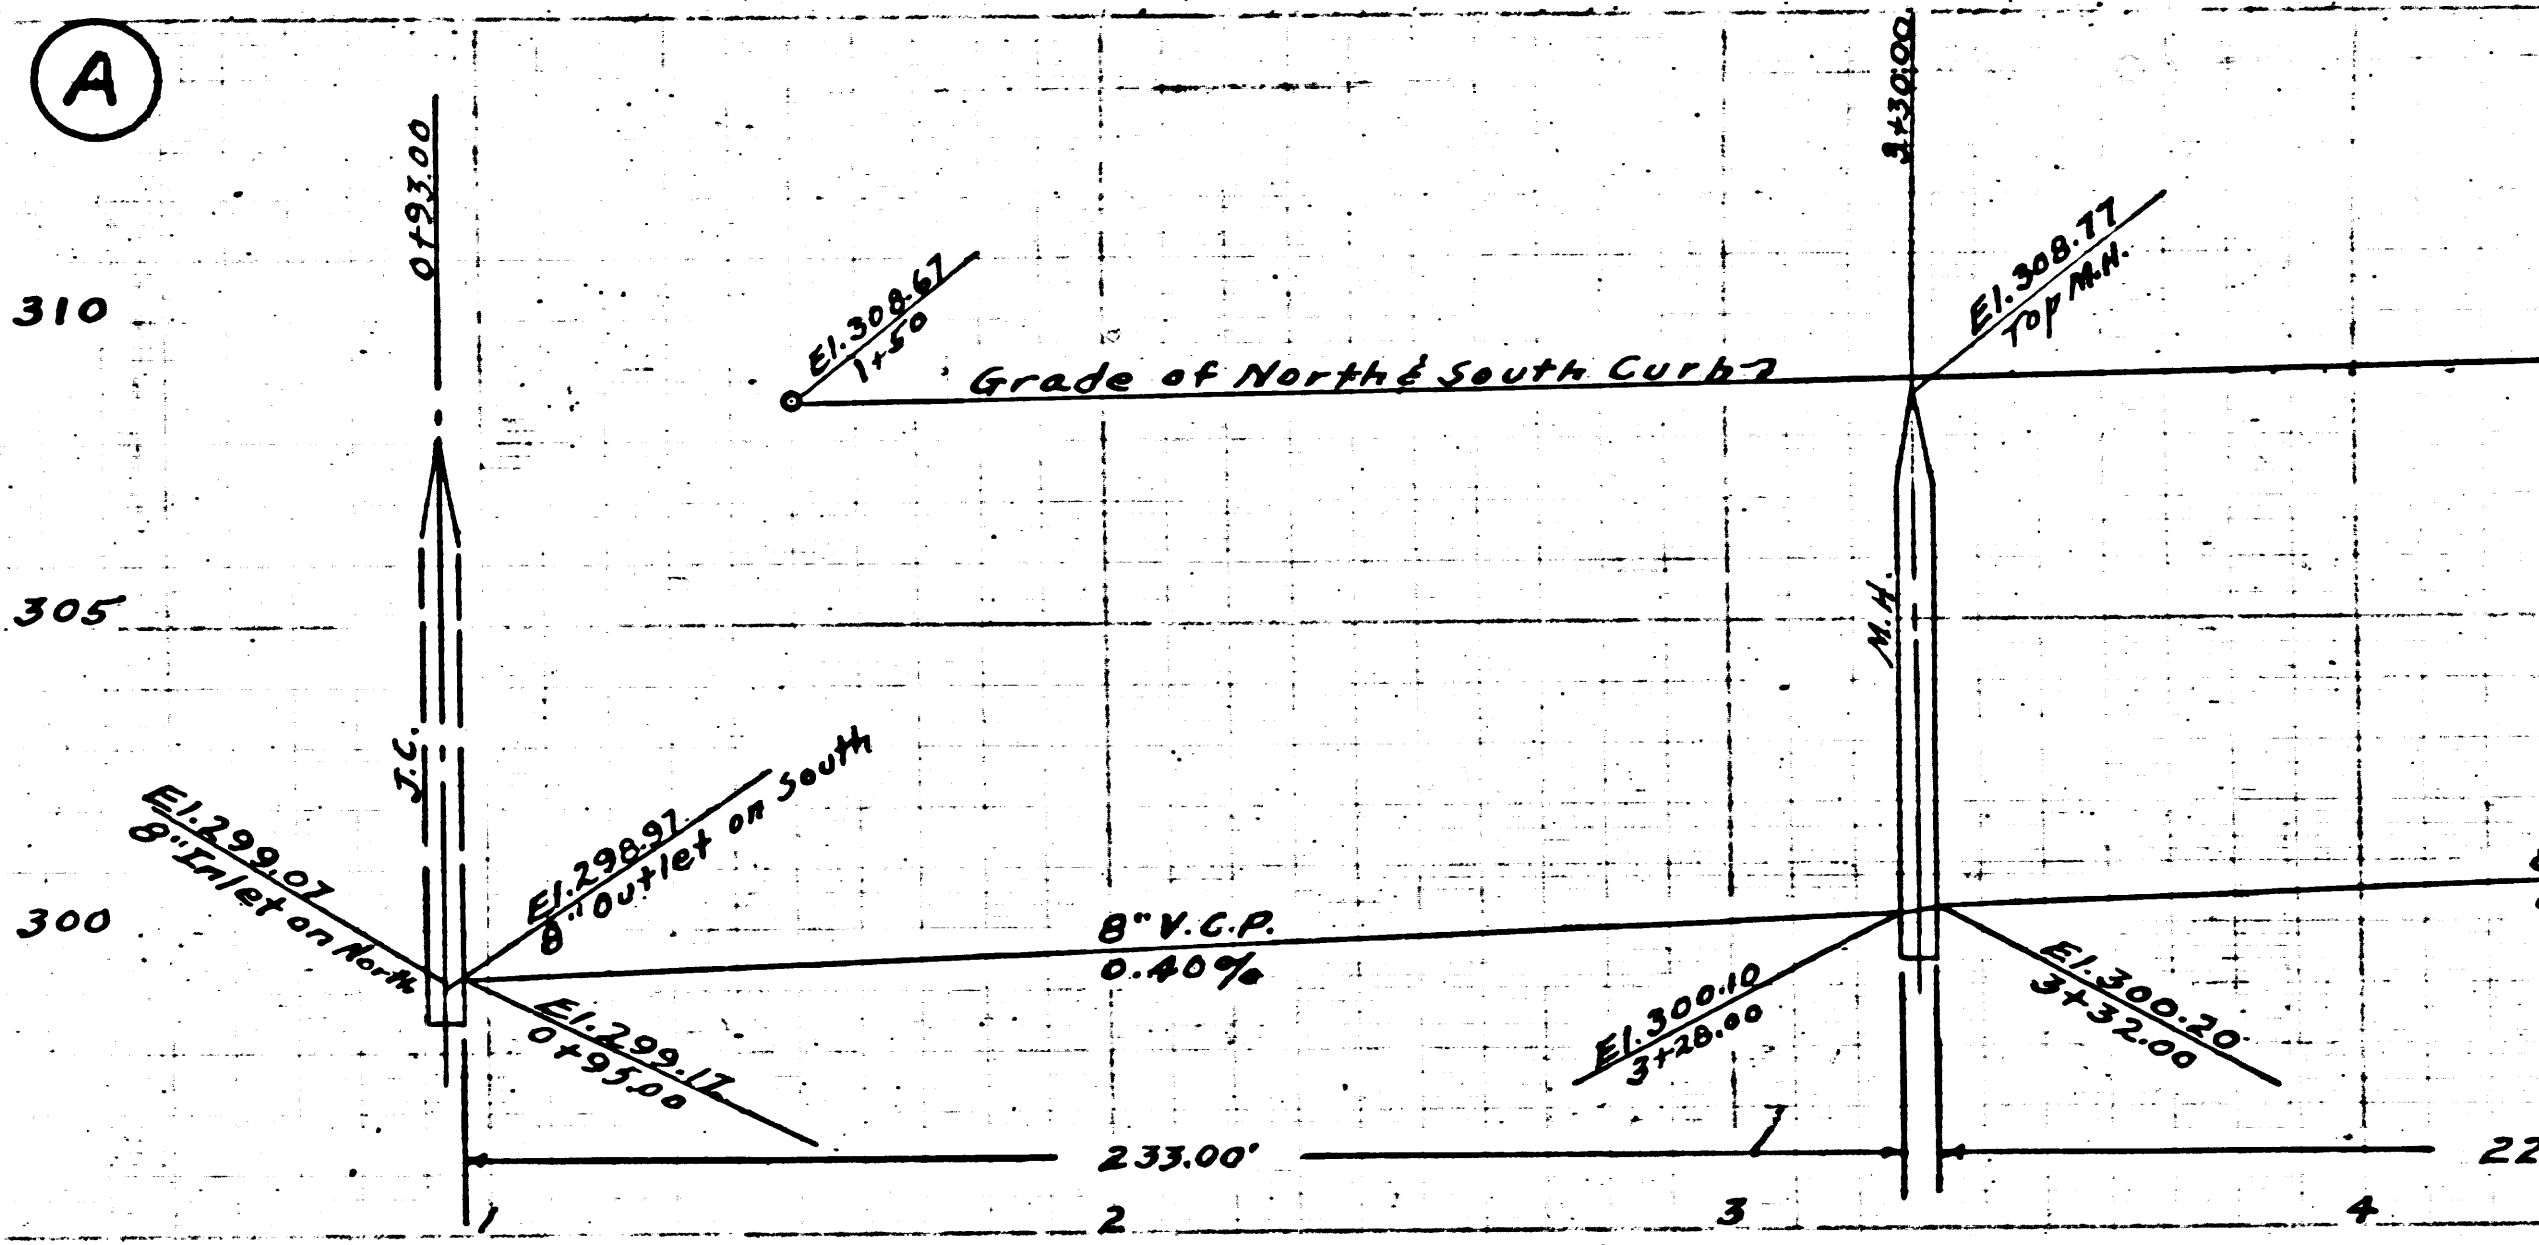 A
0+93.00
3+30.00
310
El.308.67
1+50
Grade of North & South Curb
El.308.77
Top M.H.
305
J.C.
M.H.
El.299.07
8" Inlet on North
El.298.97
8" Outlet on South
300
8" V.C.P.
0.40%
El.299.17
0+95.00
El.300.10
3+28.00
El.300.20
3+32.00
233.00'
22
1
2
3
4